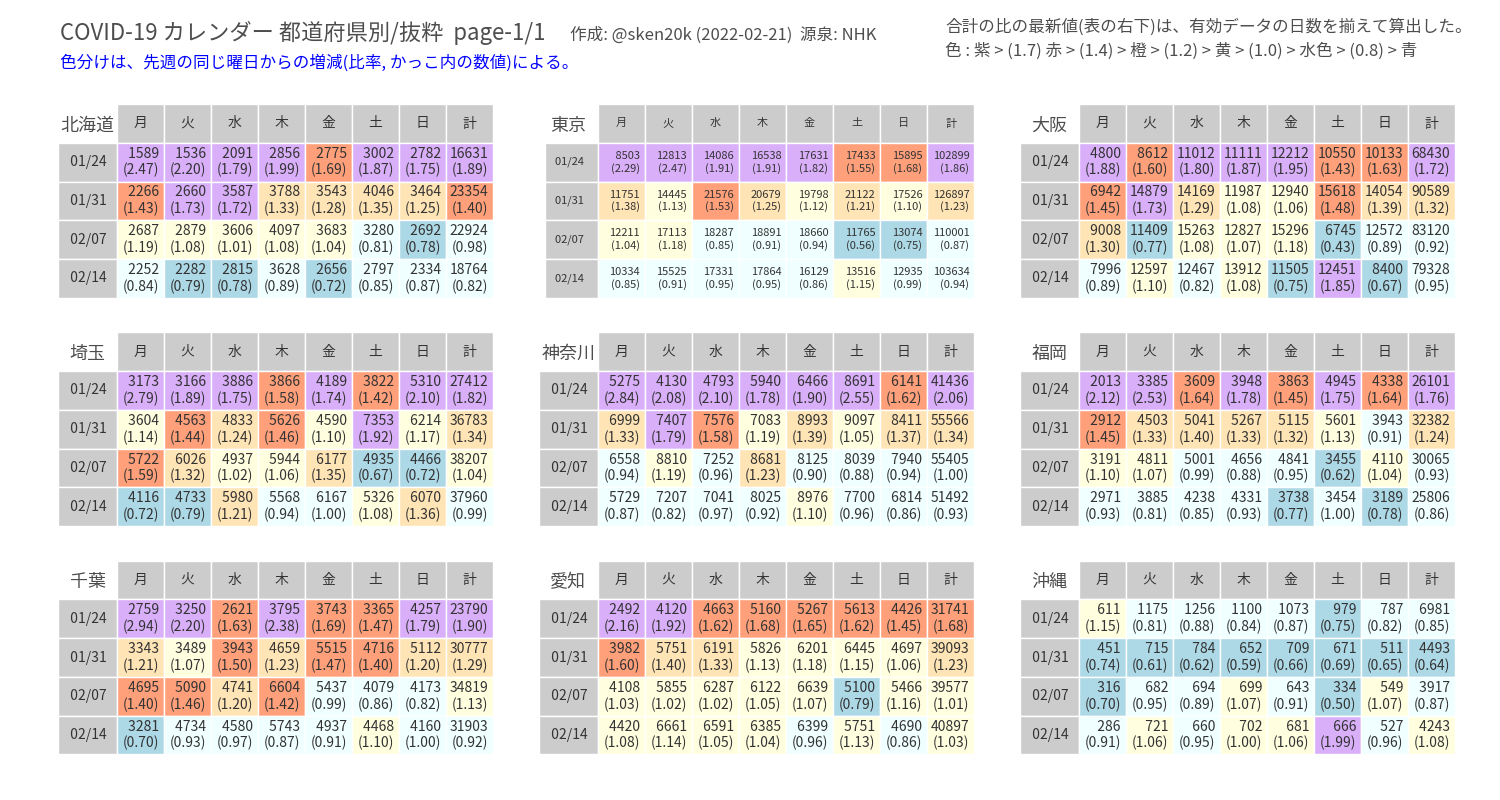 COVID-19 カレンダー 都道府県別/抜粋 page-1/1 作成: @sken20k (2022-02-21) 源泉: NHK
合計の比の最新値(表の右下)は、有効データの日数を揃えて算出した。
色分けは、先週の同じ曜日からの増減(比率, かっこ内の数値)による。
色 : 紫 > (1.7) 赤 > (1.4) > 橙 > (1.2) > 黄 > (1.0) > 水色 > (0.8) > 青
北海道 月 火 水 木 金 土 日 計
01/24 1589 1536 2091 2856 2775 3002 2782 16631
(2.47) (2.20) (1.79) (1.99) (1.69) (1.87) (1.75) (1.89)
01/31 2266 2660 3587 3788 3543 4046 3464 23354
(1.43) (1.73) (1.72) (1.33) (1.28) (1.35) (1.25) (1.40)
02/07 2687 2879 3606 4097 3683 3280 2692 22924
(1.19) (1.08) (1.01) (1.08) (1.04) (0.81) (0.78) (0.98)
02/14 2252 2282 2815 3628 2656 2797 2334 18764
(0.84) (0.79) (0.78) (0.89) (0.72) (0.85) (0.87) (0.82)
東京 月 火 水 木 金 土 日 計
01/24 8503 12813 14086 16538 17631 17433 15895 102899
(2.29) (2.47) (1.91) (1.91) (1.82) (1.55) (1.68) (1.86)
01/31 11751 14445 21576 20679 19798 21122 17526 126897
(1.38) (1.13) (1.53) (1.25) (1.12) (1.21) (1.10) (1.23)
02/07 12211 17113 18287 18891 18660 11765 13074 110001
(1.04) (1.18) (0.85) (0.91) (0.94) (0.56) (0.75) (0.87)
02/14 10334 15525 17331 17864 16129 13516 12935 103634
(0.85) (0.91) (0.95) (0.95) (0.86) (1.15) (0.99) (0.94)
大阪 月 火 水 木 金 土 日 計
01/24 4800 8612 11012 11111 12212 10550 10133 68430
(1.88) (1.60) (1.80) (1.87) (1.95) (1.43) (1.63) (1.72)
01/31 6942 14879 14169 11987 12940 15618 14054 90589
(1.45) (1.73) (1.29) (1.08) (1.06) (1.48) (1.39) (1.32)
02/07 9008 11409 15263 12827 15296 6745 12572 83120
(1.30) (0.77) (1.08) (1.07) (1.18) (0.43) (0.89) (0.92)
02/14 7996 12597 12467 13912 11505 12451 8400 79328
(0.89) (1.10) (0.82) (1.08) (0.75) (1.85) (0.67) (0.95)
埼玉 月 火 水 木 金 土 日 計
01/24 3173 3166 3886 3866 4189 3822 5310 27412
(2.79) (1.89) (1.75) (1.58) (1.74) (1.42) (2.10) (1.82)
01/31 3604 4563 4833 5626 4590 7353 6214 36783
(1.14) (1.44) (1.24) (1.46) (1.10) (1.92) (1.17) (1.34)
02/07 5722 6026 4937 5944 6177 4935 4466 38207
(1.59) (1.32) (1.02) (1.06) (1.35) (0.67) (0.72) (1.04)
02/14 4116 4733 5980 5568 6167 5326 6070 37960
(0.72) (0.79) (1.21) (0.94) (1.00) (1.08) (1.36) (0.99)
神奈川 月 火 水 木 金 土 日 計
01/24 5275 4130 4793 5940 6466 8691 6141 41436
(2.84) (2.08) (2.10) (1.78) (1.90) (2.55) (1.62) (2.06)
01/31 6999 7407 7576 7083 8993 9097 8411 55566
(1.33) (1.79) (1.58) (1.19) (1.39) (1.05) (1.37) (1.34)
02/07 6558 8810 7252 8681 8125 8039 7940 55405
(0.94) (1.19) (0.96) (1.23) (0.90) (0.88) (0.94) (1.00)
02/14 5729 7207 7041 8025 8976 7700 6814 51492
(0.87) (0.82) (0.97) (0.92) (1.10) (0.96) (0.86) (0.93)
福岡 月 火 水 木 金 土 日 計
01/24 2013 3385 3609 3948 3863 4945 4338 26101
(2.12) (2.53) (1.64) (1.78) (1.45) (1.75) (1.64) (1.76)
01/31 2912 4503 5041 5267 5115 5601 3943 32382
(1.45) (1.33) (1.40) (1.33) (1.32) (1.13) (0.91) (1.24)
02/07 3191 4811 5001 4656 4841 3455 4110 30065
(1.10) (1.07) (0.99) (0.88) (0.95) (0.62) (1.04) (0.93)
02/14 2971 3885 4238 4331 3738 3454 3189 25806
(0.93) (0.81) (0.85) (0.93) (0.77) (1.00) (0.78) (0.86)
千葉 月 火 水 木 金 土 日 計
01/24 2759 3250 2621 3795 3743 3365 4257 23790
(2.94) (2.20) (1.63) (2.38) (1.69) (1.47) (1.79) (1.90)
01/31 3343 3489 3943 4659 5515 4716 5112 30777
(1.21) (1.07) (1.50) (1.23) (1.47) (1.40) (1.20) (1.29)
02/07 4695 5090 4741 6604 5437 4079 4173 34819
(1.40) (1.46) (1.20) (1.42) (0.99) (0.86) (0.82) (1.13)
02/14 3281 4734 4580 5743 4937 4468 4160 31903
(0.70) (0.93) (0.97) (0.87) (0.91) (1.10) (1.00) (0.92)
愛知 月 火 水 木 金 土 日 計
01/24 2492 4120 4663 5160 5267 5613 4426 31741
(2.16) (1.92) (1.62) (1.68) (1.65) (1.62) (1.45) (1.68)
01/31 3982 5751 6191 5826 6201 6445 4697 39093
(1.60) (1.40) (1.33) (1.13) (1.18) (1.15) (1.06) (1.23)
02/07 4108 5855 6287 6122 6639 5100 5466 39577
(1.03) (1.02) (1.02) (1.05) (1.07) (0.79) (1.16) (1.01)
02/14 4420 6661 6591 6385 6399 5751 4690 40897
(1.08) (1.14) (1.05) (1.04) (0.96) (1.13) (0.86) (1.03)
沖縄 月 火 水 木 金 土 日 計
01/24 611 1175 1256 1100 1073 979 787 6981
(1.15) (0.81) (0.88) (0.84) (0.87) (0.75) (0.82) (0.85)
01/31 451 715 784 652 709 671 511 4493
(0.74) (0.61) (0.62) (0.59) (0.66) (0.69) (0.65) (0.64)
02/07 316 682 694 699 643 334 549 3917
(0.70) (0.95) (0.89) (1.07) (0.91) (0.50) (1.07) (0.87)
02/14 286 721 660 702 681 666 527 4243
(0.91) (1.06) (0.95) (1.00) (1.06) (1.99) (0.96) (1.08)